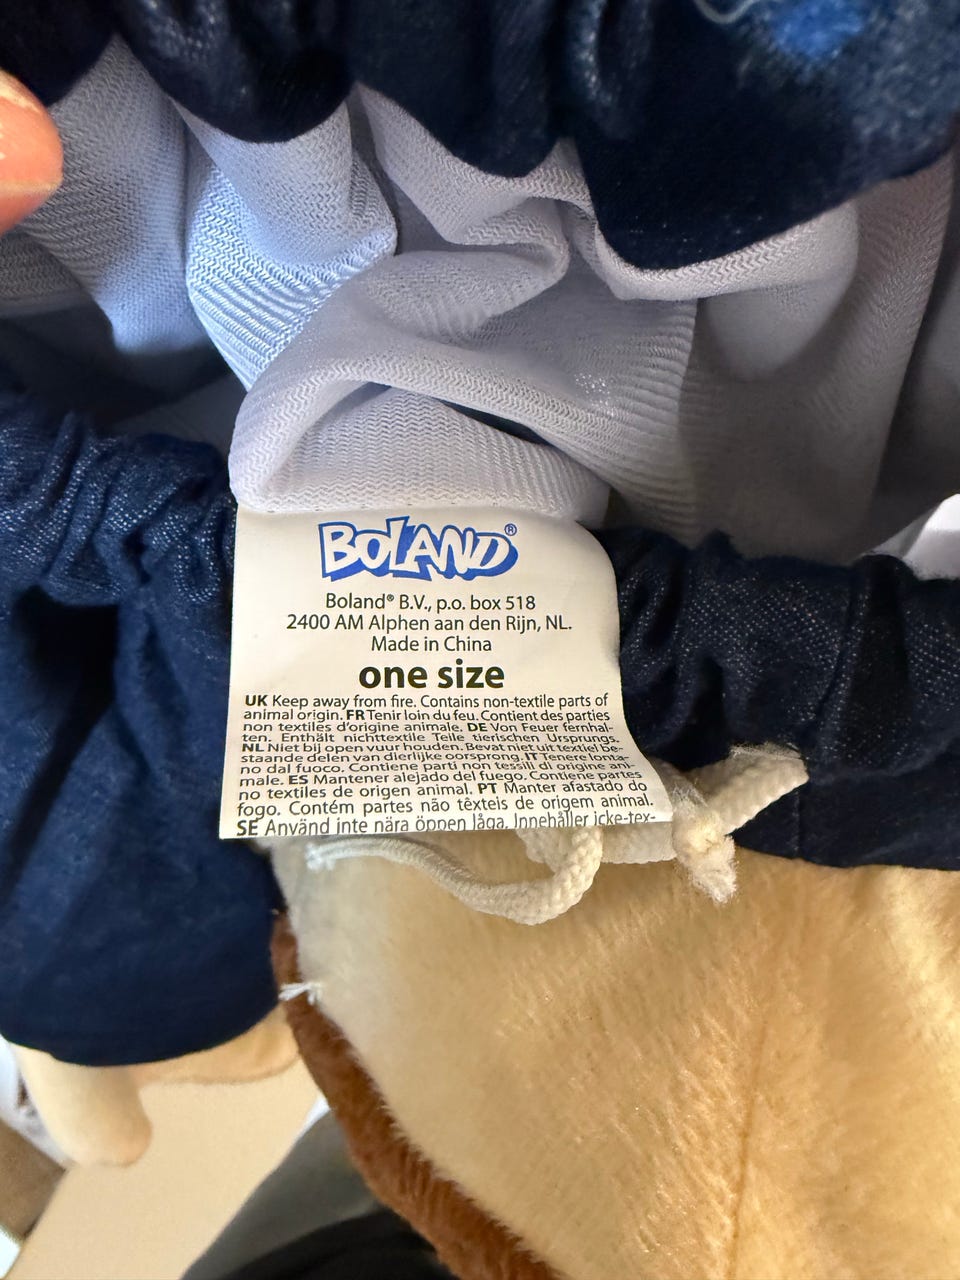 BOLAND®
Boland® B.V., p.o. box 518
2400 AM Alphen aan den Rijn, NL.
Made in China
one size
UK Keep away from fire. Contains non-textile parts of
animal origin. FR Tenir loin du feu. Contient des parties
non textiles d'origine animale. DE Von Feuer fernhal-
ten. Enthält nichttextile Teile tierischen Ursprungs.
NL Niet bij open vuur houden. Bevat niet uit textiel be-
staande delen van dierlijke oorsprong. IT Tenere lonta-
no dal fuoco. Contiene parti non tessili di origine ani-
male. ES Mantener alejado del fuego. Contiene partes
no textiles de origen animal. PT Manter afastado do
fogo. Contém partes não têxteis de origem animal.
SE Använd inte nära öppen låga. Innehåller icke-tex-